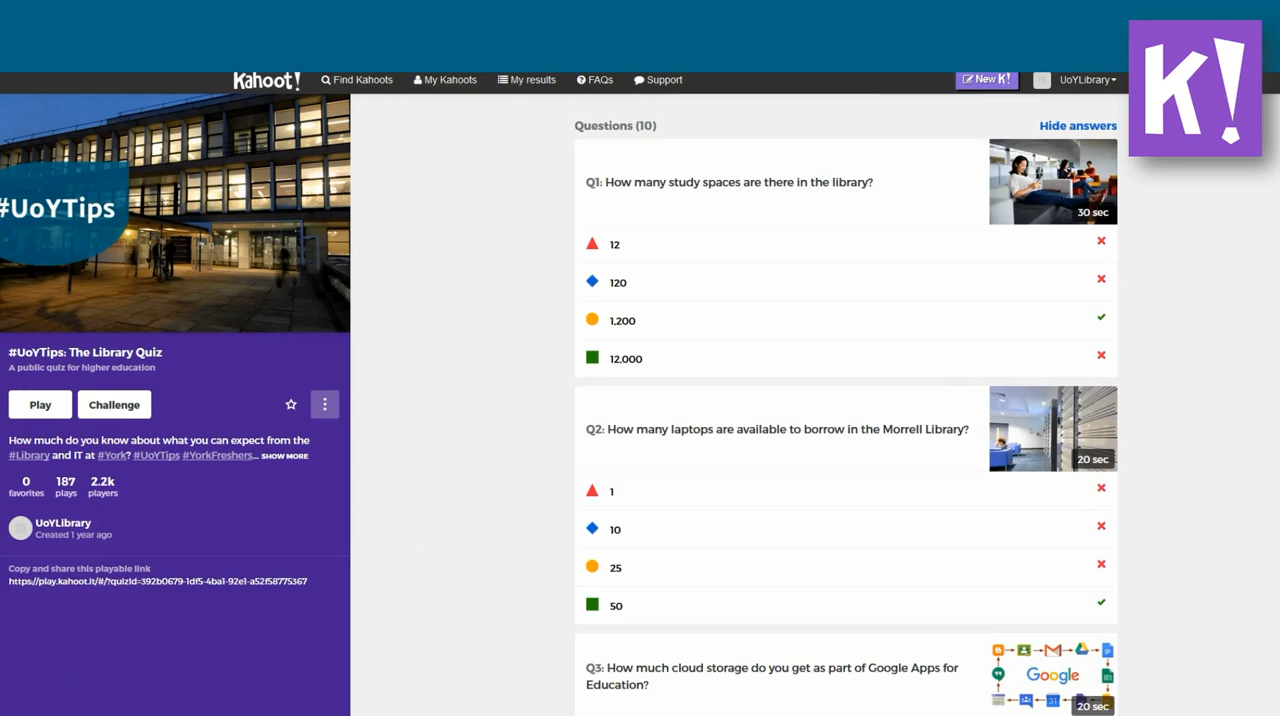 Kahoot!
Find Kahoots
My Kahoots
My results
FAQs
Support
New K!
UoYLibrary
K!
#UoYTips
#UoYTips: The Library Quiz
A public quiz for higher education
Play
Challenge
How much do you know about what you can expect from the
#Library and IT at #York? #UoYTips #YorkFreshers... SHOW MORE
0 187 2.2k
favorites plays players
UoYLibrary
Created 1 year ago
Copy and share this playable link
https://play.kahoot.it/#/?quizId=392b0679-1df5-4ba1-92e1-a52f58775367
Questions (10)
Hide answers
Q1: How many study spaces are there in the library?
30 sec
12
120
1,200
12,000
Q2: How many laptops are available to borrow in the Morrell Library?
20 sec
1
10
25
50
Q3: How much cloud storage do you get as part of Google Apps for
Education?
Google
20 sec